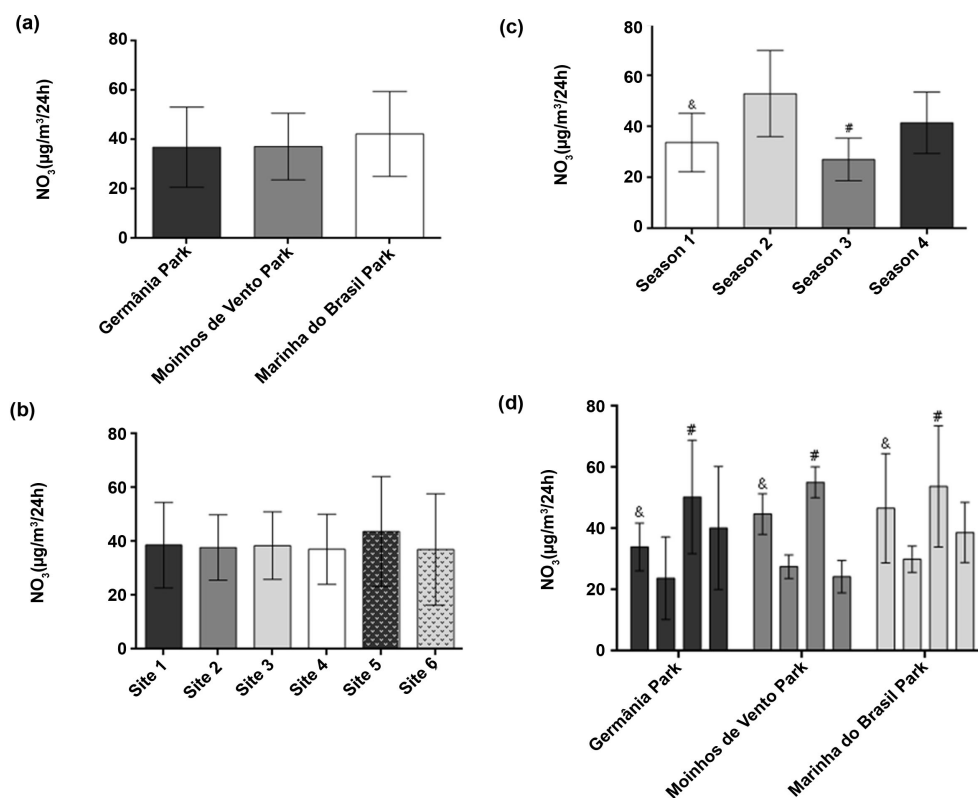 (a)
80
60
40
20
0
NO₃(µg/m³/24h)
Germânia Park
Moinhos de Vento Park
Marinha do Brasil Park
(c)
80
60
40
20
0
NO₃(µg/m³/24h)
&
#
Season 1
Season 2
Season 3
Season 4
(b)
80
60
40
20
0
NO₃(µg/m³/24h)
Site 1
Site 2
Site 3
Site 4
Site 5
Site 6
(d)
80
60
40
20
0
NO₃(µg/m³/24h)
&
#
&
#
&
#
Germânia Park
Moinhos de Vento Park
Marinha do Brasil Park